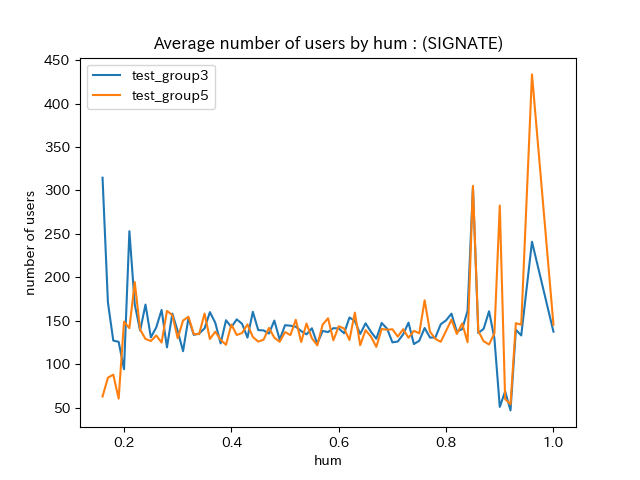 Average number of users by hum : (SIGNATE)
test_group3
test_group5
number of users
450
400
350
300
250
200
150
100
50
0.2
0.4
0.6
0.8
1.0
hum